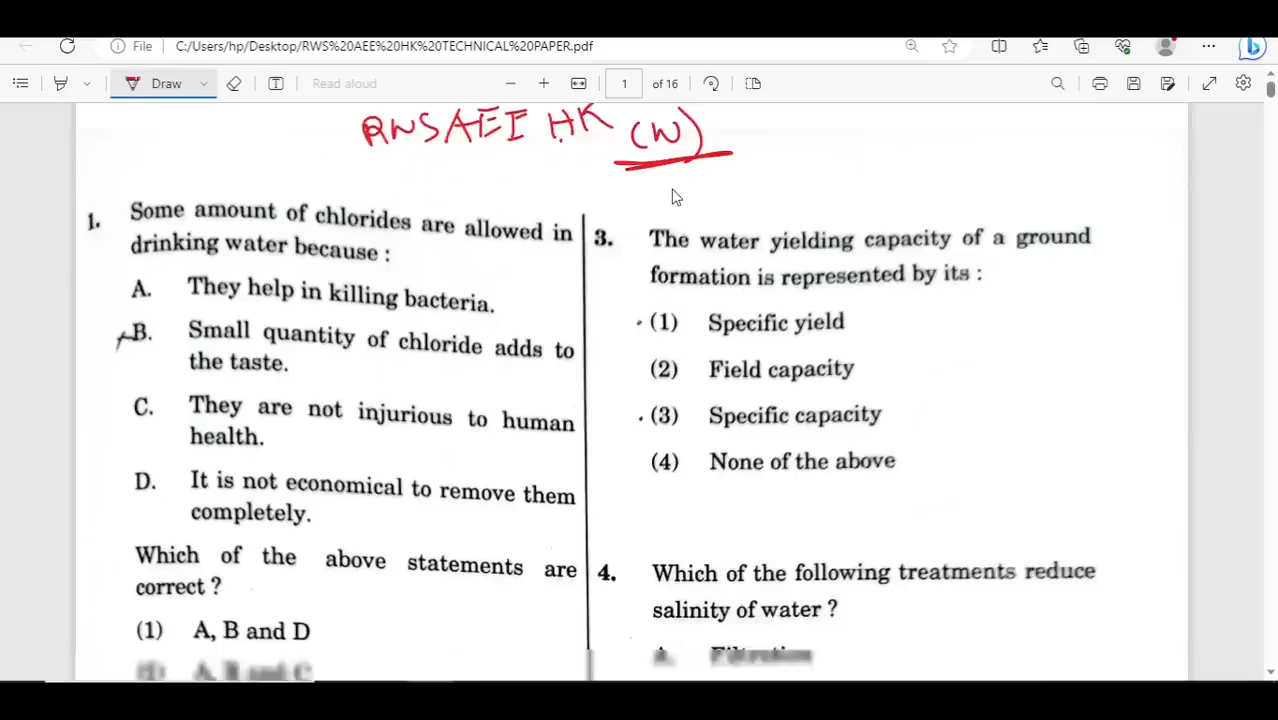 File
C:/Users/hp/Desktop/RWS%20AEE%20HK%20TECHNICAL%20PAPER.pdf
Draw
Read aloud
1
of 16
RWSAEE HK (W)
1. Some amount of chlorides are allowed in
drinking water because :
A. They help in killing bacteria.
B. Small quantity of chloride adds to
the taste.
C. They are not injurious to human
health.
D. It is not economical to remove them
completely.
Which of the above statements are
correct ?
(1) A, B and D
(2) A, B and C
3. The water yielding capacity of a ground
formation is represented by its :
(1) Specific yield
(2) Field capacity
(3) Specific capacity
(4) None of the above
4. Which of the following treatments reduce
salinity of water ?
A. Filtration